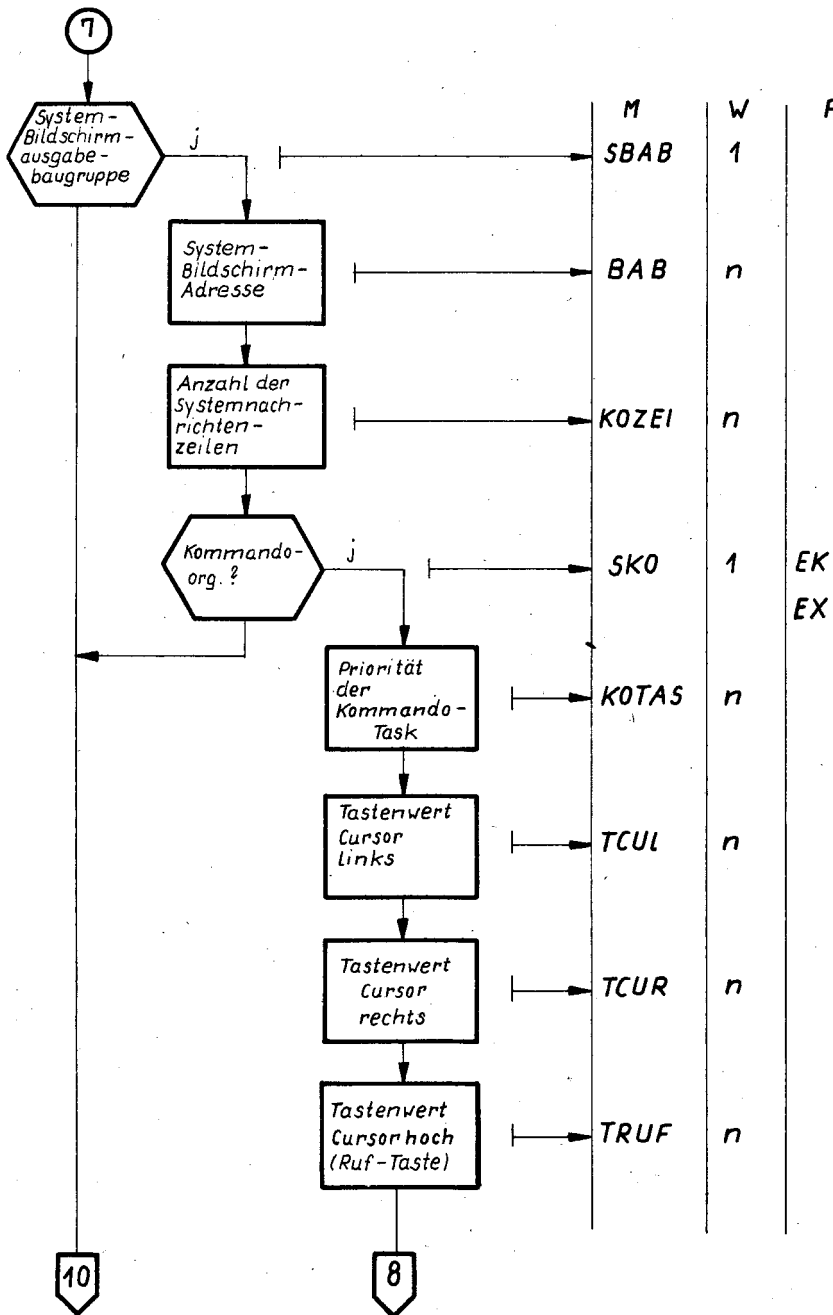 7
M W
System-
Bildschirm-
ausgabe-
baugruppe
j
SBAB 1
System-
Bildschirm-
Adresse
BAB n
Anzahl der
Systemnach-
richten-
zeilen
KOZEI n
Kommando-
org. ?
j
SKO 1 EK
EX
Priorität
der
Kommando-
Task
KOTAS n
Tastenwert
Cursor
links
TCUL n
Tastenwert
Cursor
rechts
TCUR n
Tastenwert
Cursor hoch
(Ruf-Taste)
TRUF n
10
8